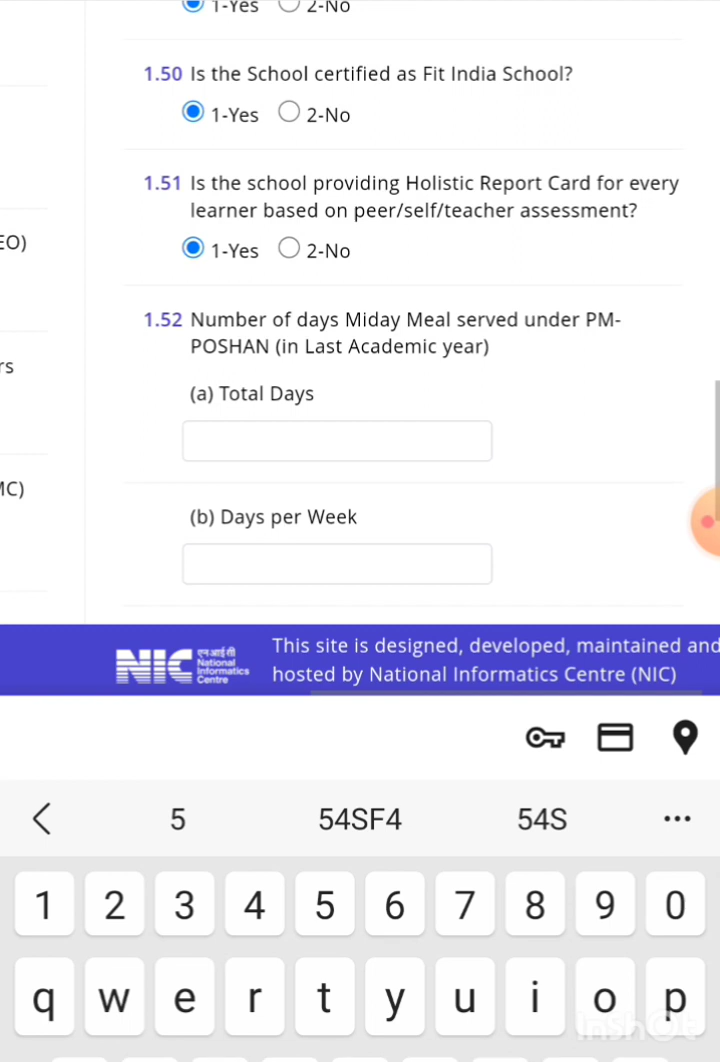 1-Yes 2-No
1.50 Is the School certified as Fit India School?
1-Yes 2-No
1.51 Is the school providing Holistic Report Card for every
learner based on peer/self/teacher assessment?
1-Yes 2-No
EO)
1.52 Number of days Miday Meal served under PM-
POSHAN (in Last Academic year)
rs
(a) Total Days
MC)
(b) Days per Week
NIC एन आई सी
National
Informatics
Centre
This site is designed, developed, maintained and
hosted by National Informatics Centre (NIC)
5 54SF4 54S
1 2 3 4 5 6 7 8 9 0
q w e r t y u i o p
InShOt